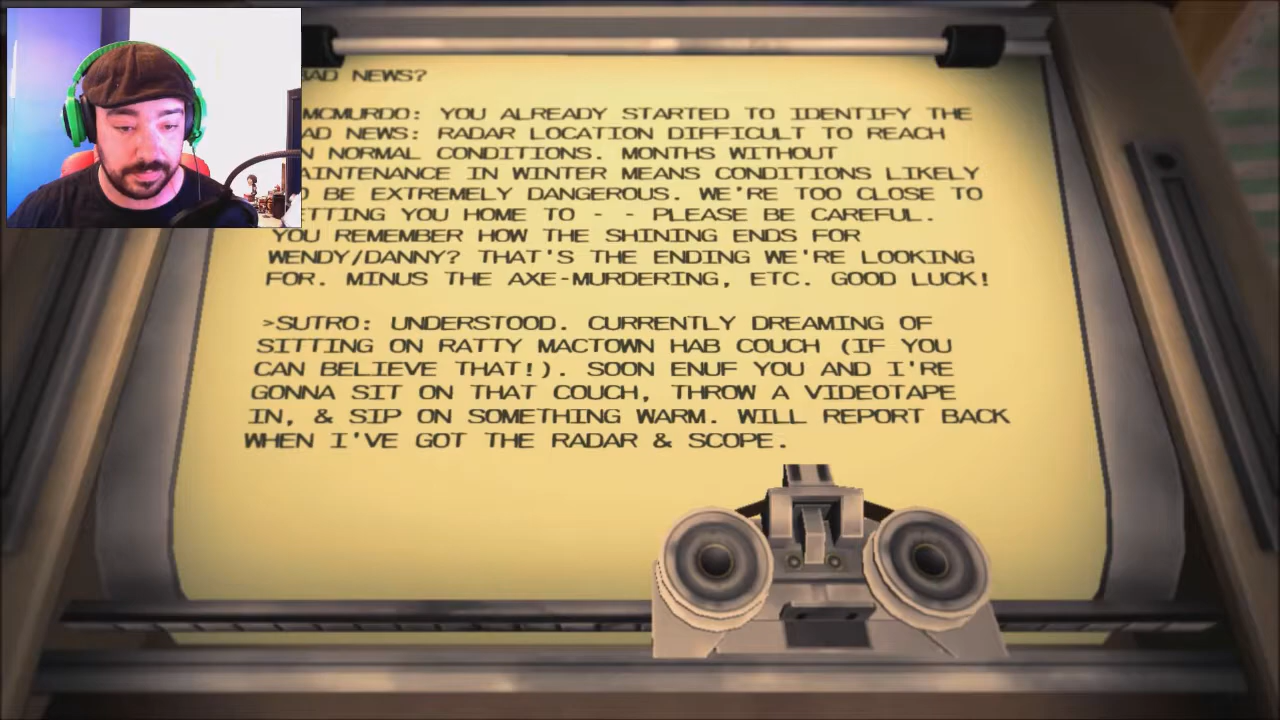 BAD NEWS?
MCMURDO: YOU ALREADY STARTED TO IDENTIFY THE
BAD NEWS: RADAR LOCATION DIFFICULT TO REACH
NORMAL CONDITIONS. MONTHS WITHOUT
MAINTENANCE IN WINTER MEANS CONDITIONS LIKELY
BE EXTREMELY DANGEROUS. WE'RE TOO CLOSE TO
GETTING YOU HOME TO - - PLEASE BE CAREFUL.
YOU REMEMBER HOW THE SHINING ENDS FOR
WENDY/DANNY? THAT'S THE ENDING WE'RE LOOKING
FOR. MINUS THE AXE-MURDERING, ETC. GOOD LUCK!
>SUTRO: UNDERSTOOD. CURRENTLY DREAMING OF
SITTING ON RATTY MACTOWN HAB COUCH (IF YOU
CAN BELIEVE THAT!). SOON ENUF YOU AND I'RE
GONNA SIT ON THAT COUCH, THROW A VIDEOTAPE
IN, & SIP ON SOMETHING WARM. WILL REPORT BACK
WHEN I'VE GOT THE RADAR & SCOPE.